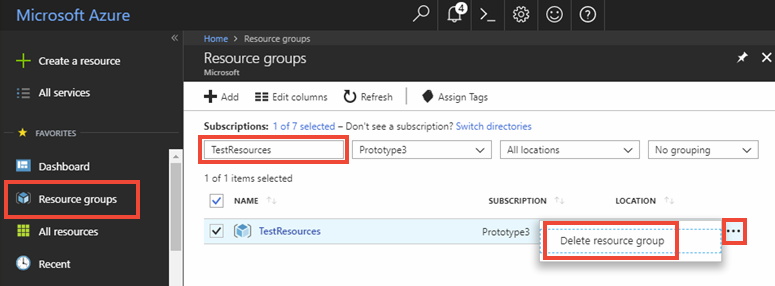 Microsoft Azure
4
Home > Resource groups
Create a resource
Resource groups
Microsoft
All services
Add
Edit columns
Refresh
Assign Tags
FAVORITES
Subscriptions: 1 of 7 selected – Don't see a subscription? Switch directories
Dashboard
TestResources
Prototype3
All locations
No grouping
Resource groups
1 of 1 items selected
NAME
SUBSCRIPTION
LOCATION
All resources
TestResources
Prototype3
Delete resource group
Recent